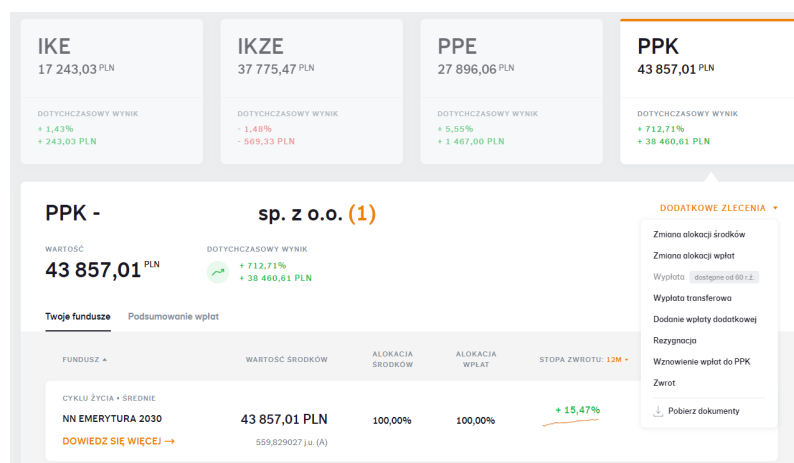 IKE
17 243,03 PLN
DOTYCHCZASOWY WYNIK
+ 1,43%
+ 243,03 PLN
IKZE
37 775,47 PLN
DOTYCHCZASOWY WYNIK
- 1,48%
- 569,33 PLN
PPE
27 896,06 PLN
DOTYCHCZASOWY WYNIK
+ 5,55%
+ 1 467,00 PLN
PPK
43 857,01 PLN
DOTYCHCZASOWY WYNIK
+ 712,71%
+ 38 460,61 PLN
PPK - sp. z o.o. (1)
WARTOŚĆ
43 857,01 PLN
DOTYCHCZASOWY WYNIK
+ 712,71%
+ 38 460,61 PLN
DODATKOWE ZLECENIA
Zmiana alokacji środków
Zmiana alokacji wpłat
Wypłata dostępne od 60 r.ż.
Wypłata transferowa
Dodanie wpłaty dodatkowej
Rezygnacja
Wznowienie wpłat do PPK
Zwrot
Pobierz dokumenty
Twoje fundusze Podsumowanie wpłat
FUNDUSZ WARTOŚĆ ŚRODKÓW ALOKACJA ŚRODKÓW ALOKACJA WPŁAT STOPA ZWROTU: 12M
CYKLU ŻYCIA • ŚREDNIE
NN EMERYTURA 2030 43 857,01 PLN 100,00% 100,00% + 15,47%
DOWIEDZ SIĘ WIĘCEJ → 559,829027 j.u. (A)